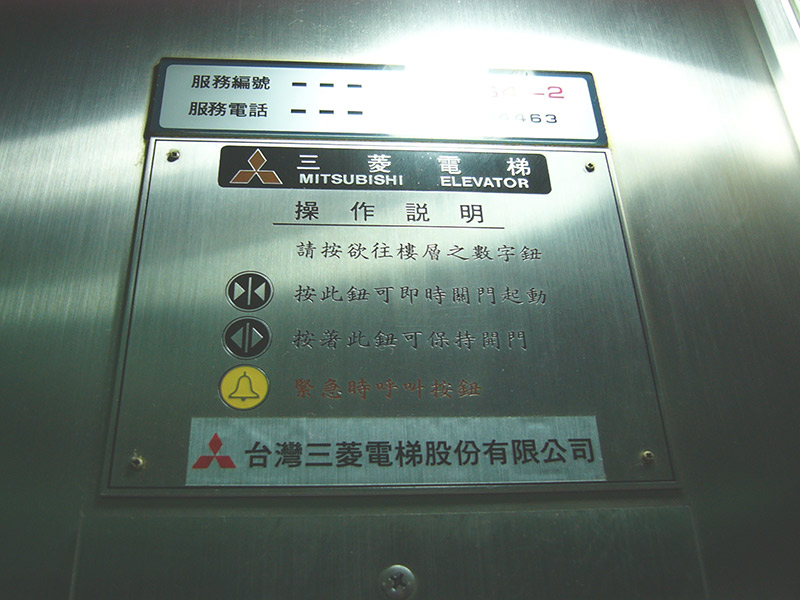 服務編號 --- -2
服務電話 --- 463
三菱電梯
MITSUBISHI ELEVATOR
操作説明
請按欲往樓層之數字鈕
按此鈕可即時關門起動
按著此鈕可保持開門
緊急時呼叫按鈕
台灣三菱電梯股份有限公司